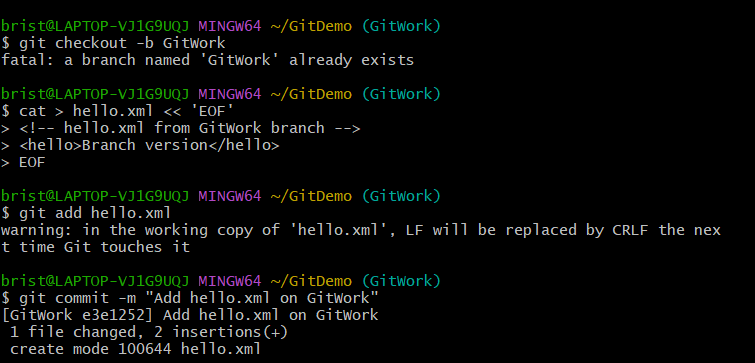 brist@LAPTOP-VJ1G9UQJ MINGW64 ~/GitDemo (GitWork)
$ git checkout -b GitWork
fatal: a branch named 'GitWork' already exists
brist@LAPTOP-VJ1G9UQJ MINGW64 ~/GitDemo (GitWork)
$ cat > hello.xml << 'EOF'
> <!-- hello.xml from GitWork branch -->
> <hello>Branch version</hello>
> EOF
brist@LAPTOP-VJ1G9UQJ MINGW64 ~/GitDemo (GitWork)
$ git add hello.xml
warning: in the working copy of 'hello.xml', LF will be replaced by CRLF the nex
t time Git touches it
brist@LAPTOP-VJ1G9UQJ MINGW64 ~/GitDemo (GitWork)
$ git commit -m "Add hello.xml on GitWork"
[GitWork e3e1252] Add hello.xml on GitWork
 1 file changed, 2 insertions(+)
 create mode 100644 hello.xml